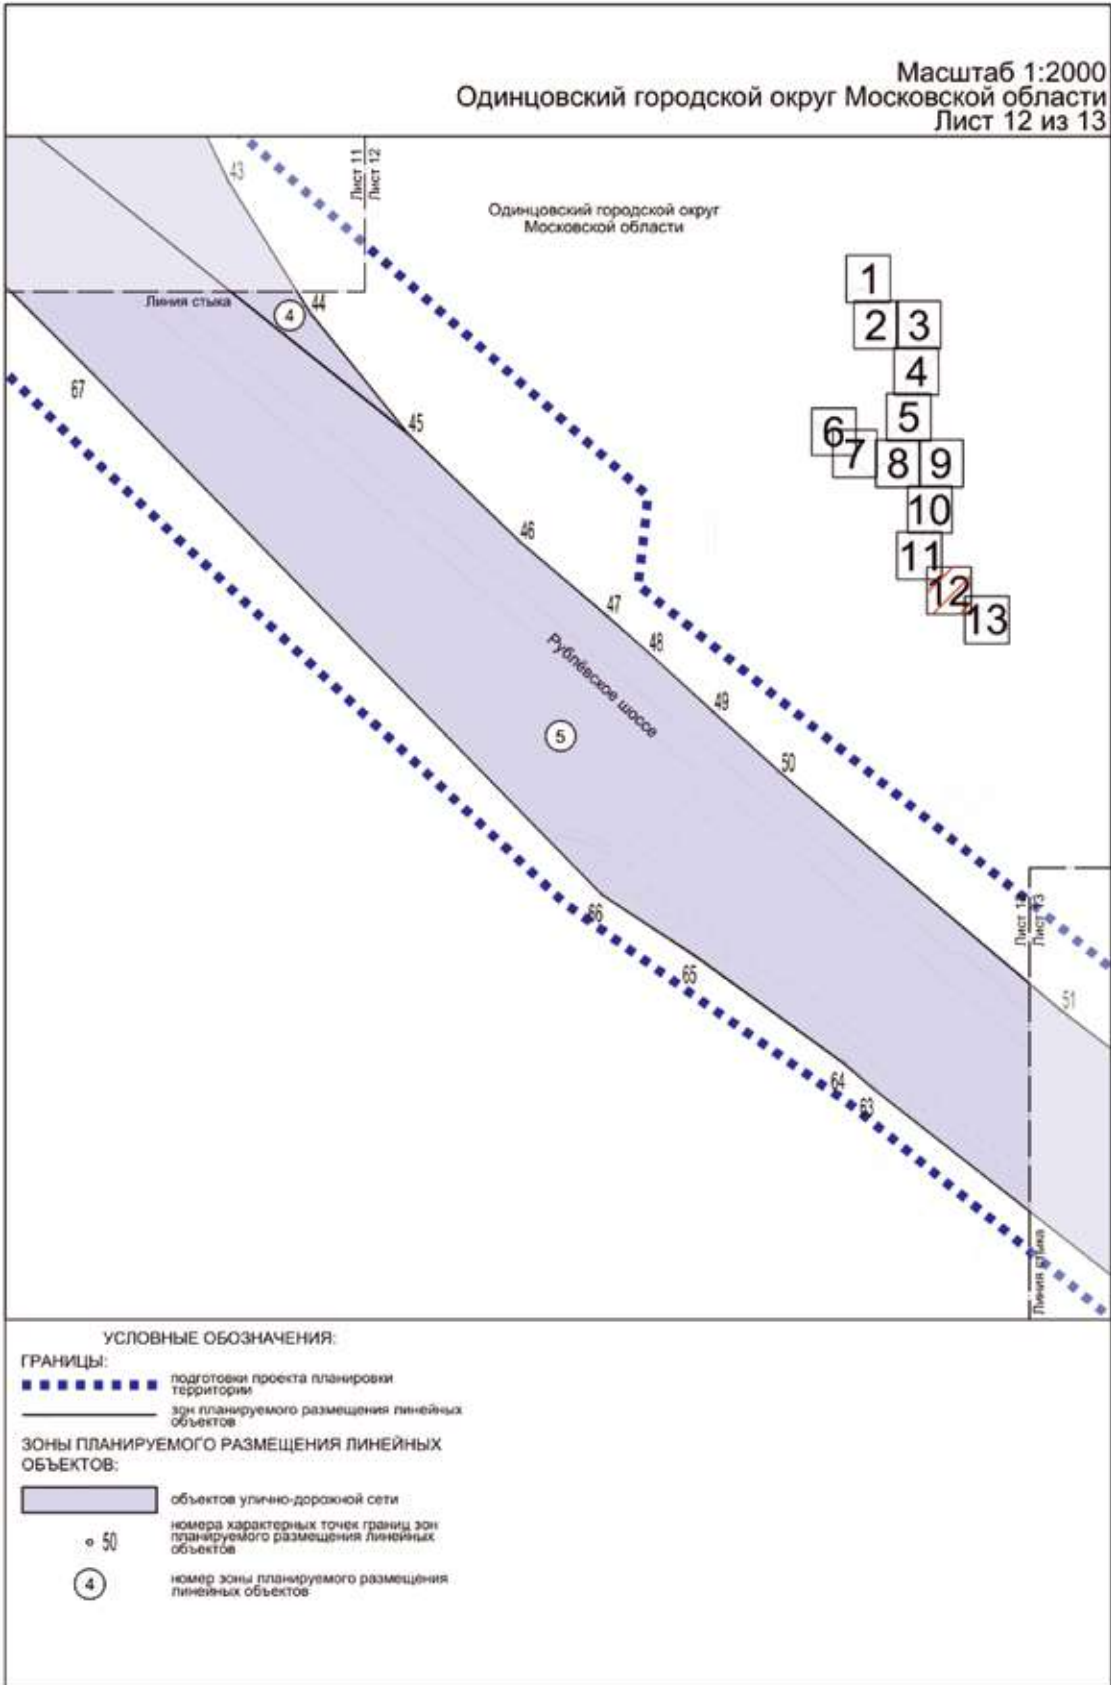 Масштаб 1:2000
Одинцовский городской округ Московской области
Лист 12 из 13
Лист 11
Лист 12
43
Одинцовский городской округ
Московской области
Линия стыка
4
44
67
45
46
47
48
Рублёвское шоссе
49
5
50
66
65
64
63
Лист 12
Лист 13
51
Линия стыка
1
2
3
4
5
6
7
8
9
10
11
12
13
УСЛОВНЫЕ ОБОЗНАЧЕНИЯ:
ГРАНИЦЫ:
подготовки проекта планировки
территории
зон планируемого размещения линейных
объектов
ЗОНЫ ПЛАНИРУЕМОГО РАЗМЕЩЕНИЯ ЛИНЕЙНЫХ
ОБЪЕКТОВ:
объектов улично-дорожной сети
50
номера характерных точек границ зон
планируемого размещения линейных
объектов
4
номер зоны планируемого размещения
линейных объектов